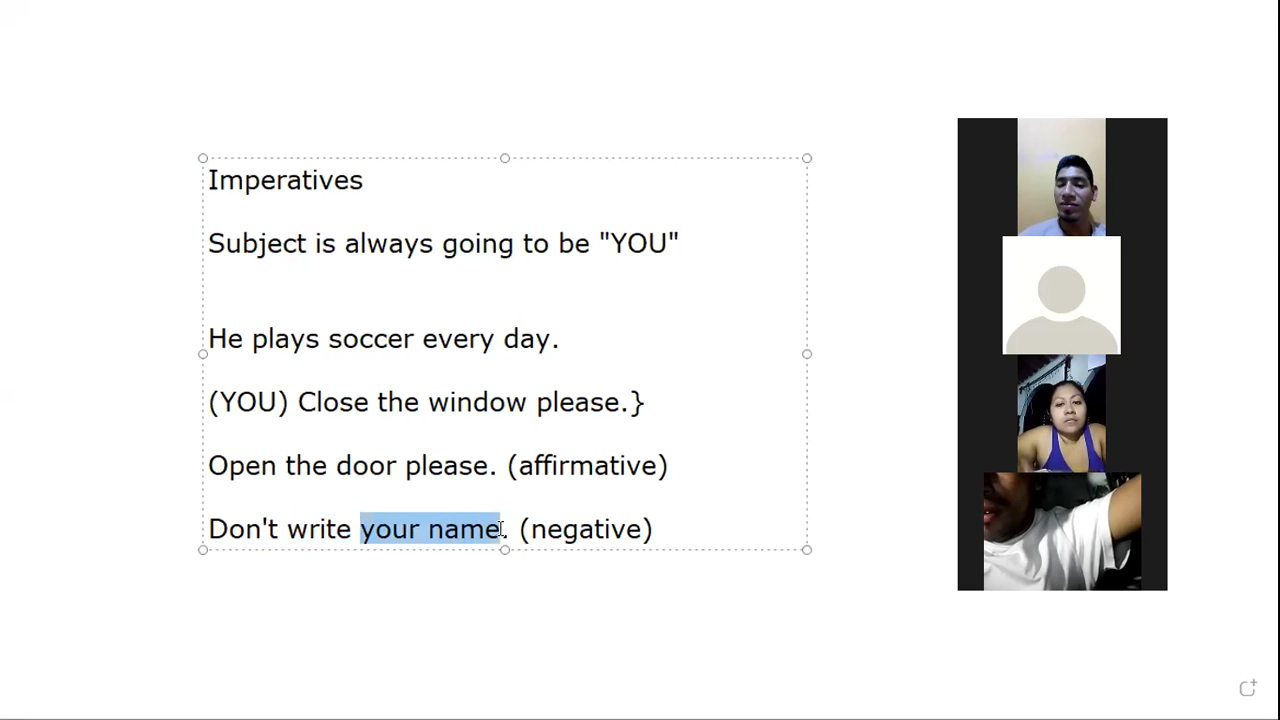 Imperatives
Subject is always going to be "YOU"
He plays soccer every day.
(YOU) Close the window please.}
Open the door please. (affirmative)
Don't write your name. (negative)